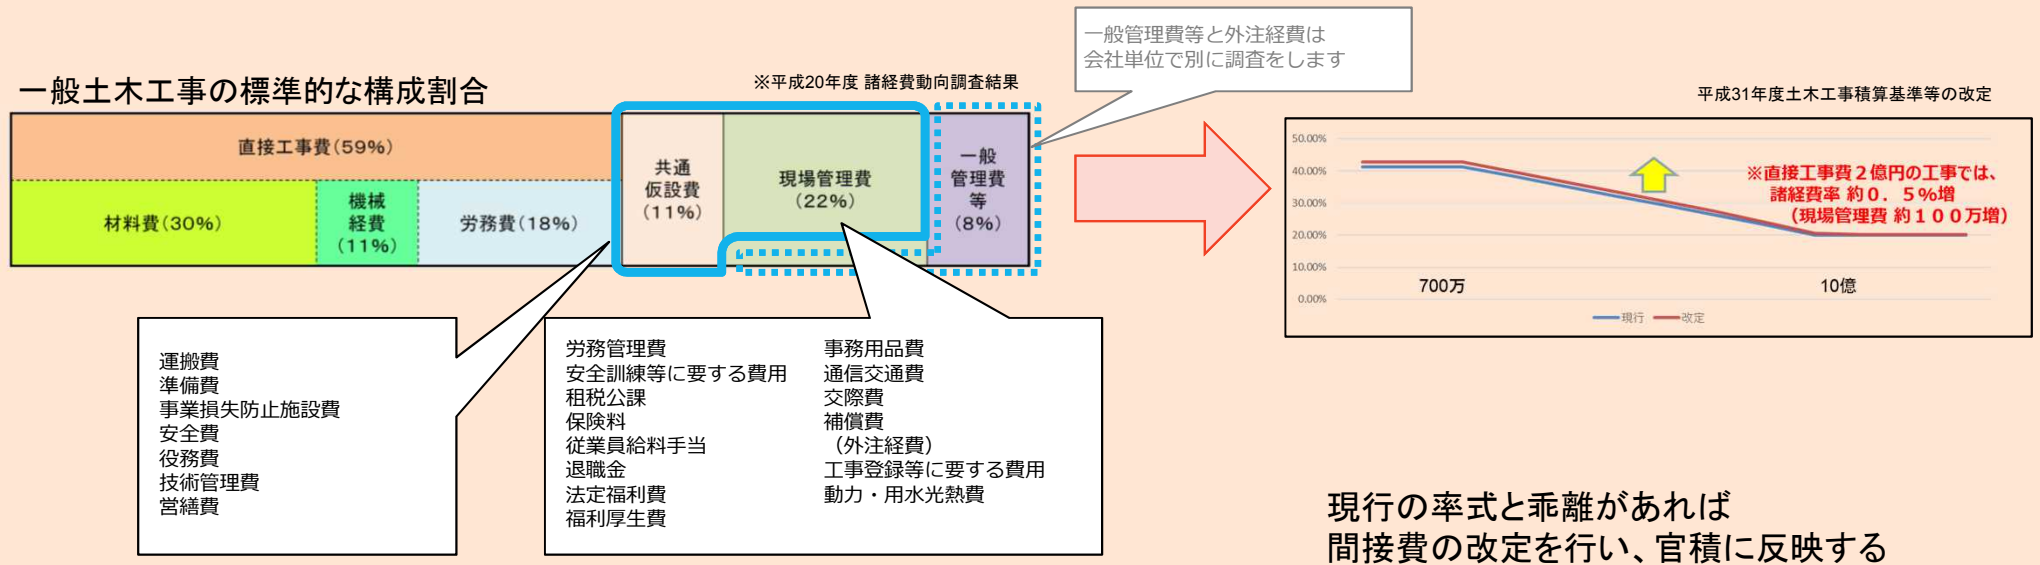 一般管理費等と外注経費は
会社単位で別に調査をします
一般土木工事の標準的な構成割合
※平成20年度 諸経費動向調査結果
直接工事費(59%)
材料費(30%)
機械
経費
(11%)
労務費(18%)
共通
仮設費
(11%)
現場管理費
(22%)
一般
管理費
等
(8%)
運搬費
準備費
事業損失防止施設費
安全費
役務費
技術管理費
営繕費
労務管理費
安全訓練等に要する費用
租税公課
保険料
従業員給料手当
退職金
法定福利費
福利厚生費
事務用品費
通信交通費
交際費
補償費
（外注経費）
工事登録等に要する費用
動力・用水光熱費
平成31年度土木工事積算基準等の改定
50.00%
40.00%
30.00%
20.00%
10.00%
0.00%
※直接工事費２億円の工事では、
諸経費率 約０．５%増
（現場管理費 約１００万増）
700万
10億
現行
改定
現行の率式と乖離があれば
間接費の改定を行い、官積に反映する